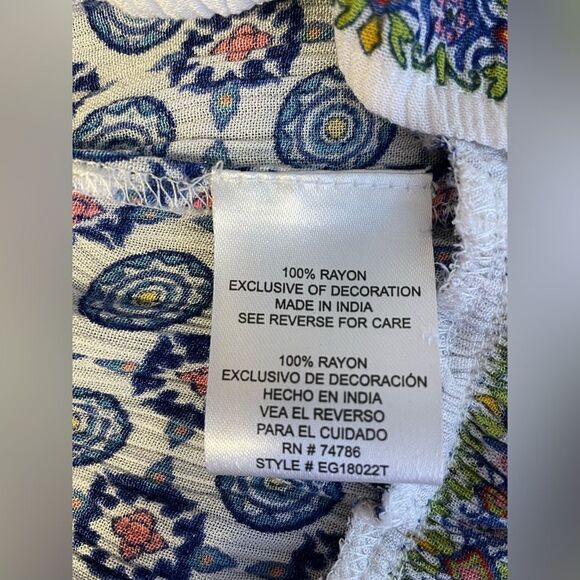 100% RAYON
EXCLUSIVE OF DECORATION
MADE IN INDIA
SEE REVERSE FOR CARE
100% RAYON
EXCLUSIVO DE DECORACIÓN
HECHO EN INDIA
VEA EL REVERSO
PARA EL CUIDADO
RN # 74786
STYLE # EG18022T